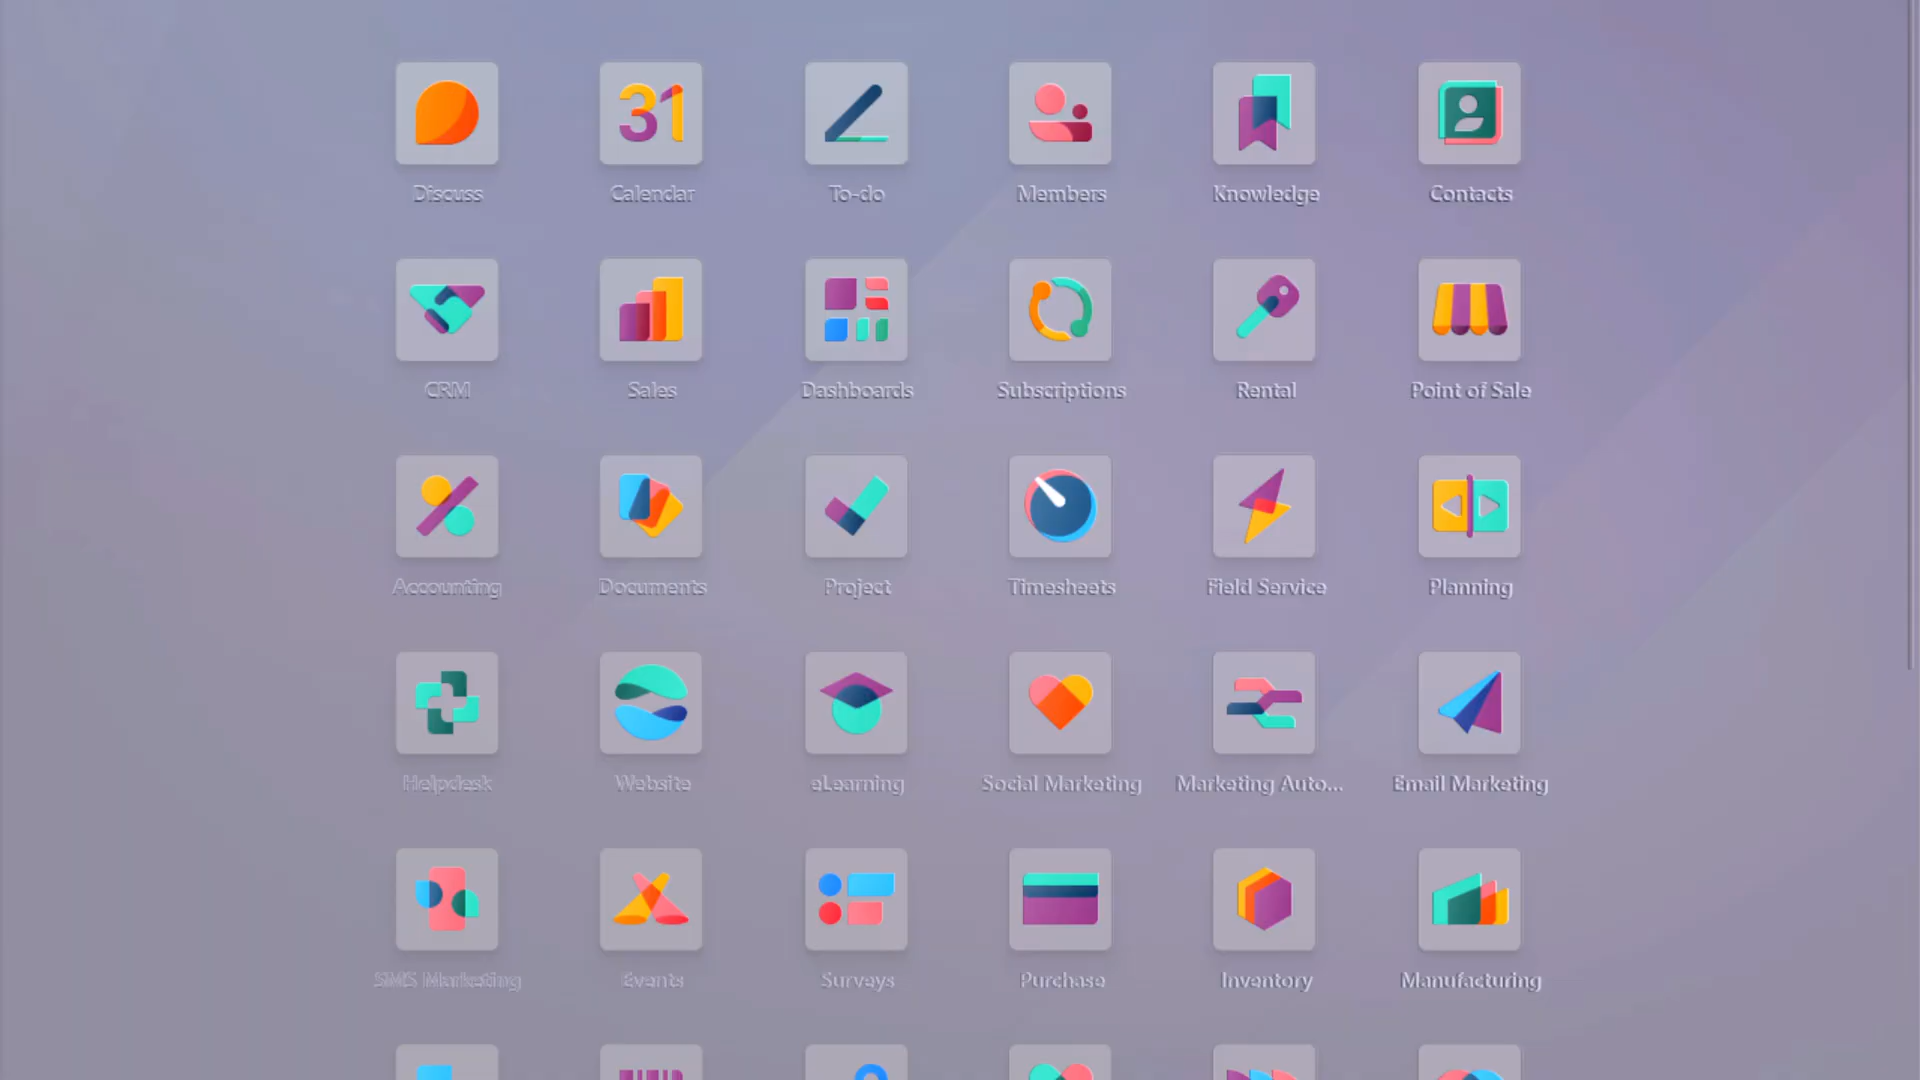 31
Discuss Calendar To-do Members Knowledge Contacts
CRM Sales Dashboards Subscriptions Rental Point of Sale
Accounting Documents Project Timesheets Field Service Planning
Helpdesk Website eLearning Social Marketing Marketing Auto... Email Marketing
SMS Marketing Events Surveys Purchase Inventory Manufacturing